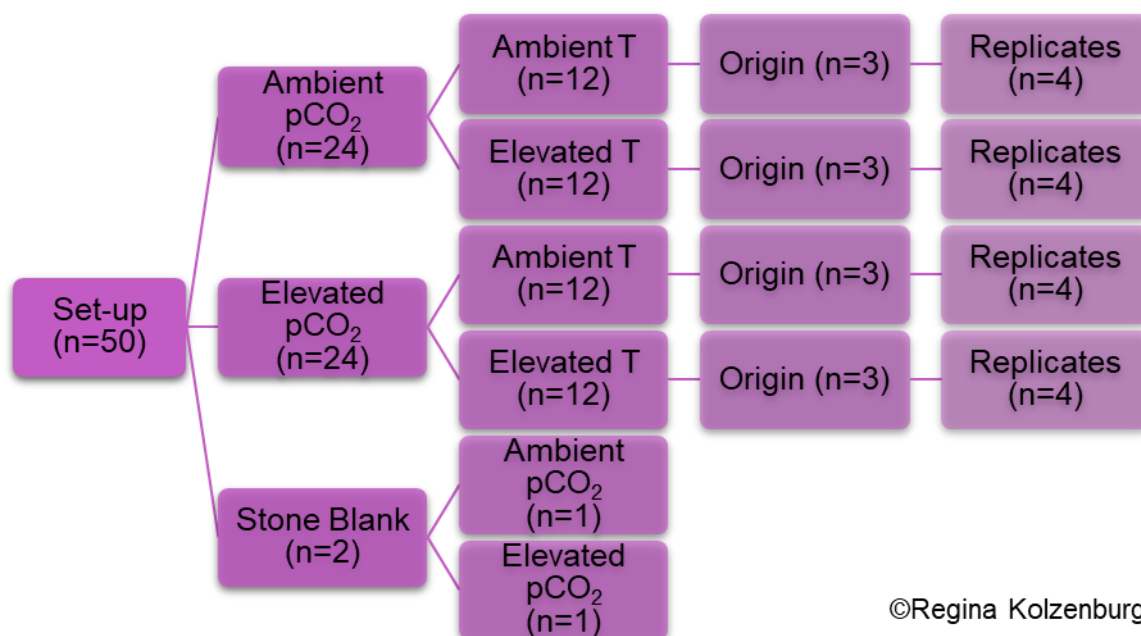 Set-up
(n=50)
Ambient
pCO₂
(n=24)
Ambient T
(n=12)
Origin (n=3)
Replicates
(n=4)
Elevated T
(n=12)
Origin (n=3)
Replicates
(n=4)
Elevated
pCO₂
(n=24)
Ambient T
(n=12)
Origin (n=3)
Replicates
(n=4)
Elevated T
(n=12)
Origin (n=3)
Replicates
(n=4)
Stone Blank
(n=2)
Ambient
pCO₂
(n=1)
Elevated
pCO₂
(n=1)
©Regina Kolzenburg